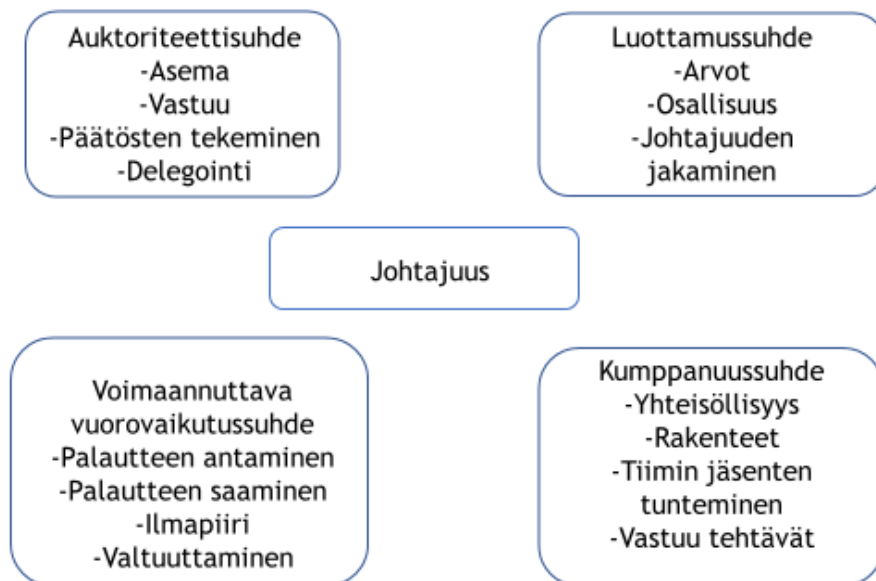 Auktoriteettisuhde
-Asema
-Vastuu
-Päätösten tekeminen
-Delegointi
Luottamussuhde
-Arvot
-Osallisuus
-Johtajuuden
jakaminen
Johtajuus
Voimaannuttava
vuorovaikutussuhde
-Palautteen antaminen
-Palautteen saaminen
-Ilmapiiri
-Valtuuttaminen
Kumppanuussuhde
-Yhteisöllisyys
-Rakenteet
-Tiimin jäsenten
tunteminen
-Vastuu tehtävät